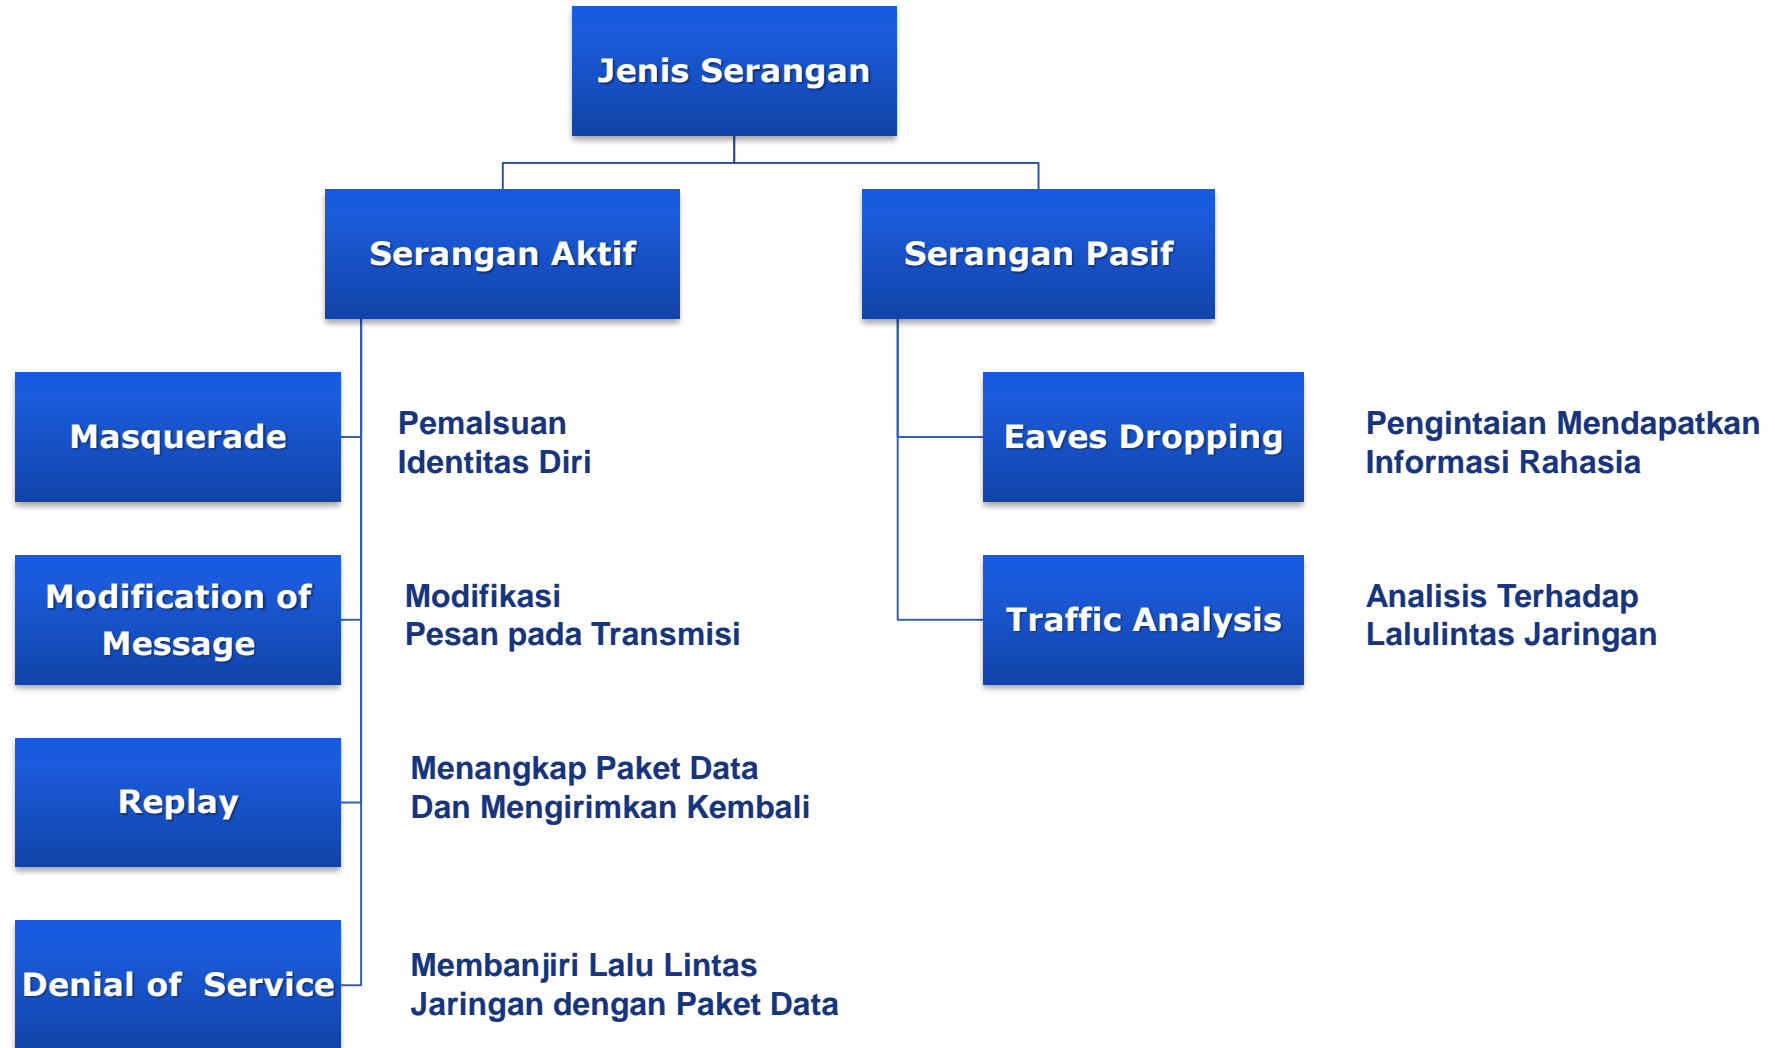 Jenis Serangan
Serangan Aktif
Serangan Pasif
Masquerade
Pemalsuan
Identitas Diri
Eaves Dropping
Pengintaian Mendapatkan
Informasi Rahasia
Modification of
Message
Modifikasi
Pesan pada Transmisi
Traffic Analysis
Analisis Terhadap
Lalulintas Jaringan
Replay
Menangkap Paket Data
Dan Mengirimkan Kembali
Denial of  Service
Membanjiri Lalu Lintas
Jaringan dengan Paket Data